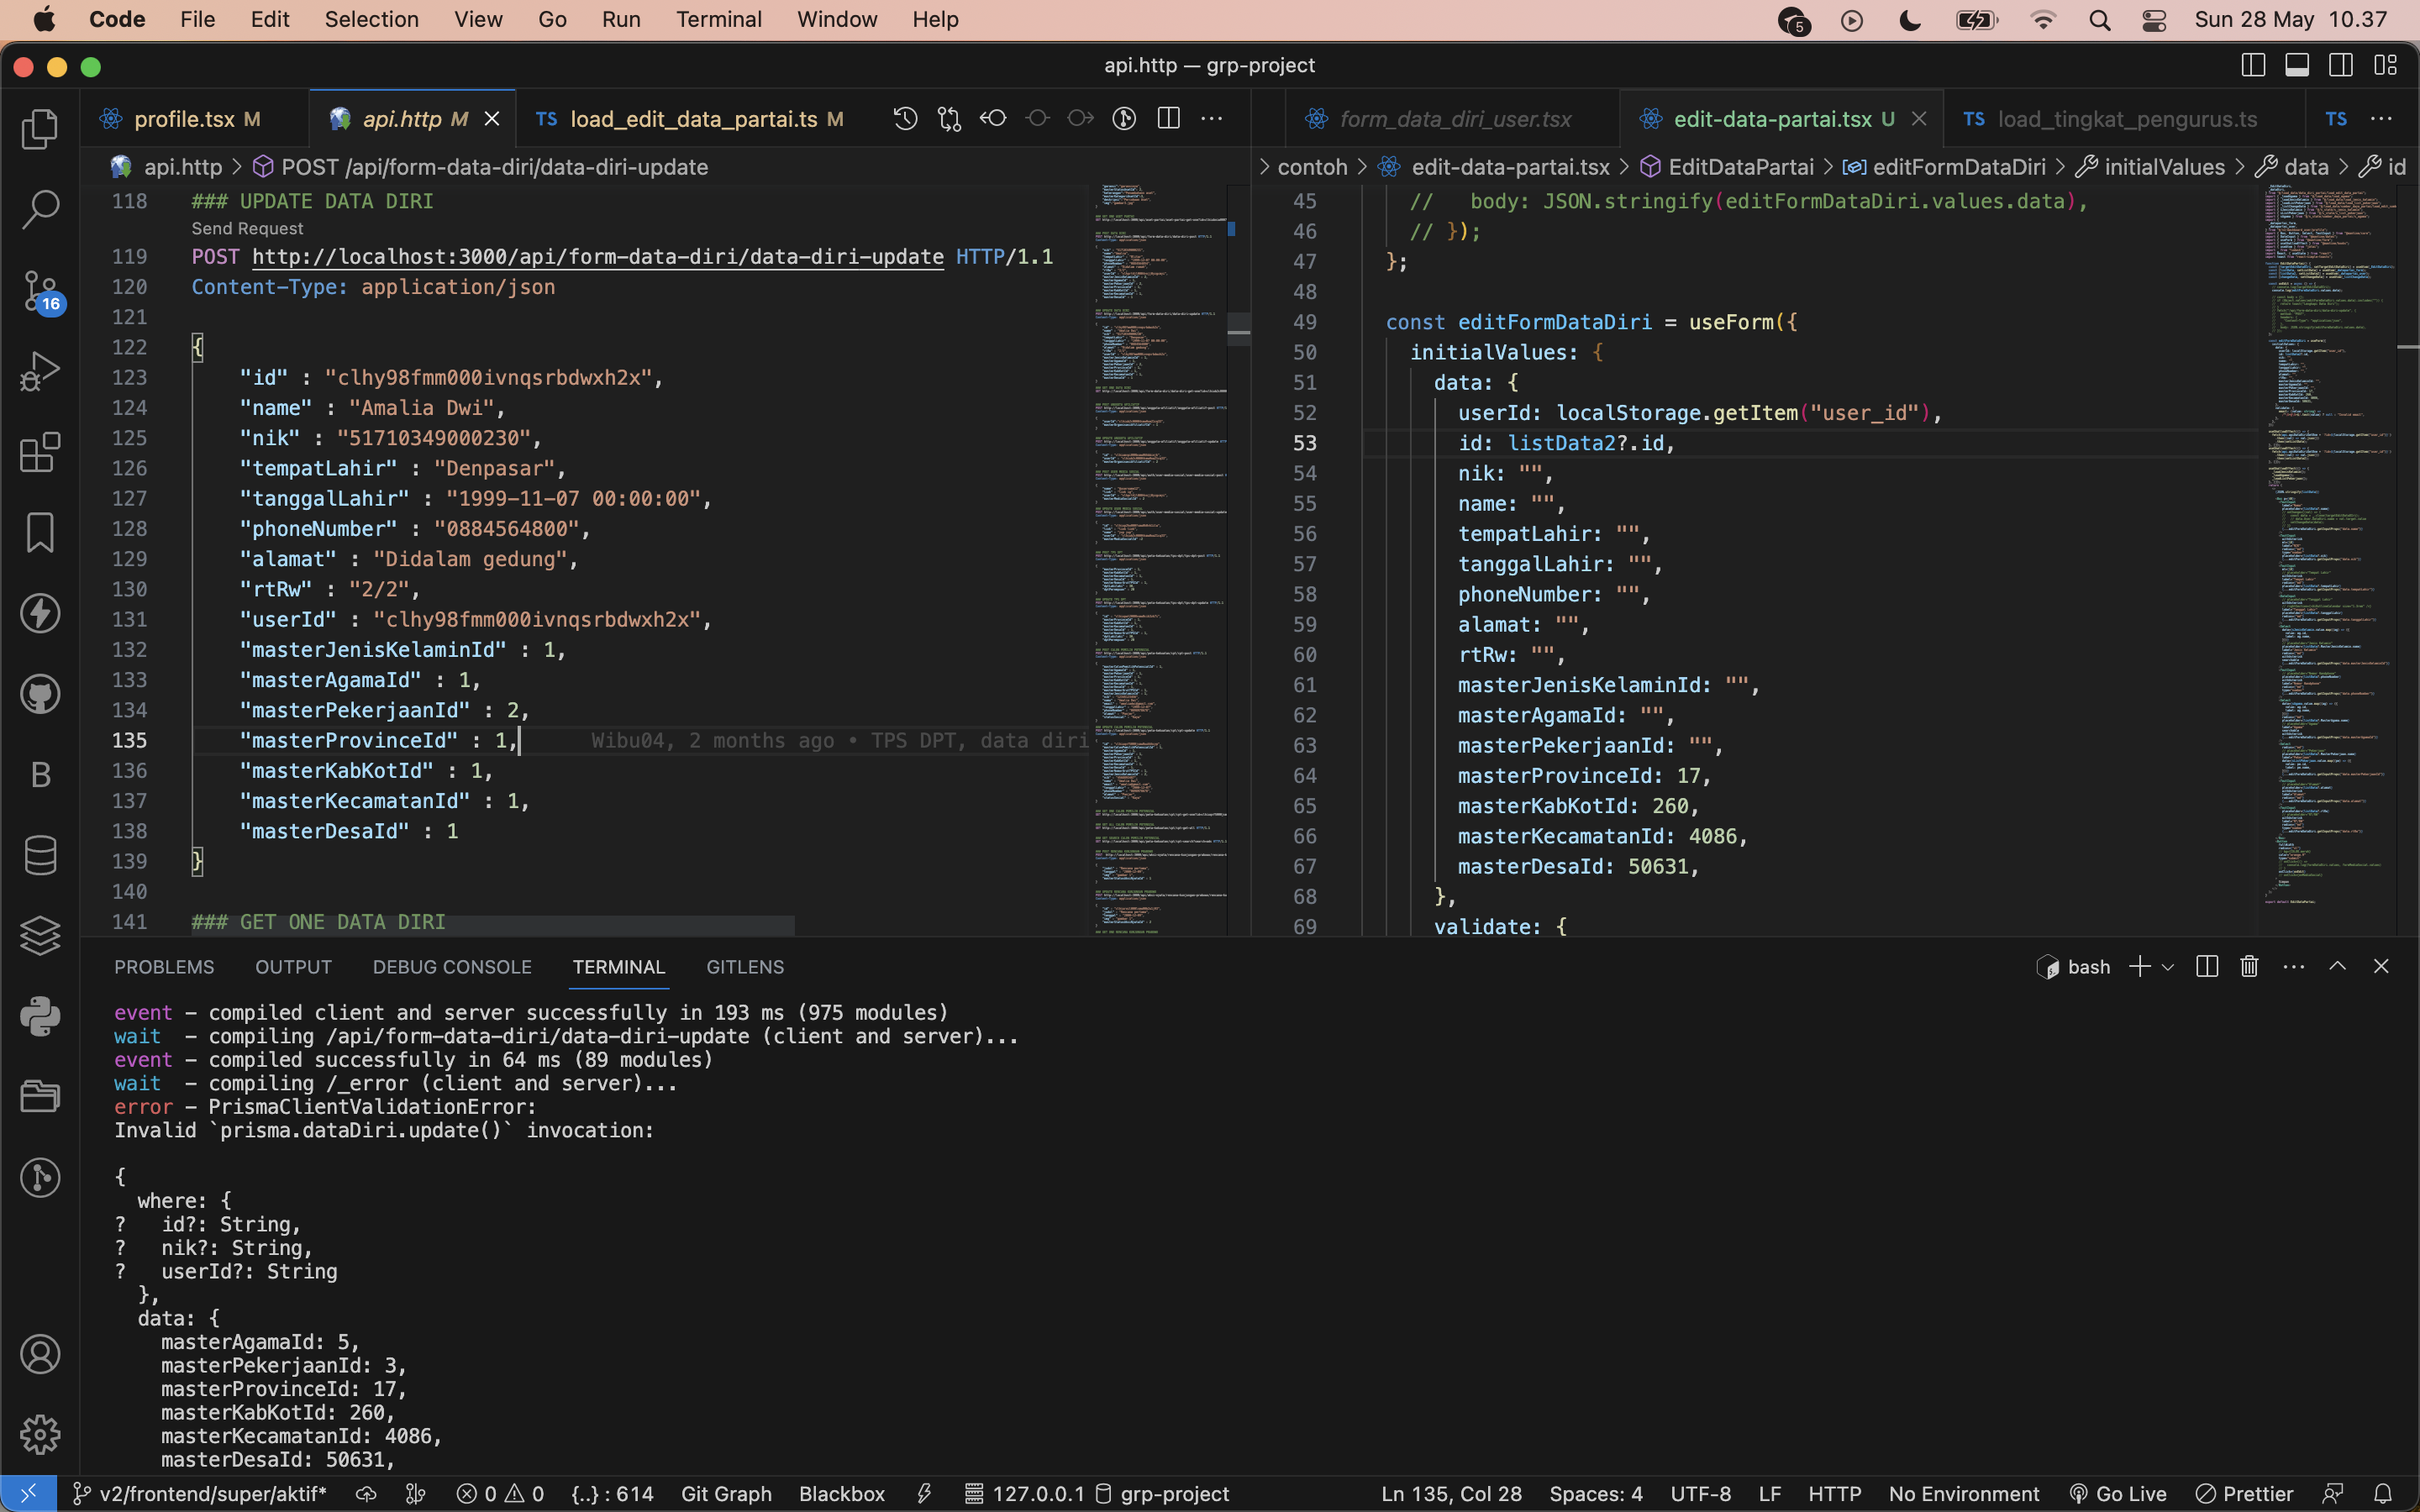 Code File Edit Selection View Go Run Terminal Window Help 5 Sun 28 May 10.37
api.http — grp-project
profile.tsx M api.http M TS load_edit_data_partai.ts M
form_data_diri_user.tsx edit-data-partai.tsx U TS load_tingkat_pengurus.ts TS
api.http > POST /api/form-data-diri/data-diri-update
> contoh > edit-data-partai.tsx > EditDataPartai > editFormDataDiri > initialValues > data > id
118 ### UPDATE DATA DIRI
Send Request
119 POST http://localhost:3000/api/form-data-diri/data-diri-update HTTP/1.1
120 Content-Type: application/json
121
122 {
123 "id" : "clhy98fmm000ivnqsrbdwxh2x",
124 "name" : "Amalia Dwi",
125 "nik" : "51710349000230",
126 "tempatLahir" : "Denpasar",
127 "tanggalLahir" : "1999-11-07 00:00:00",
128 "phoneNumber" : "0884564800",
129 "alamat" : "Didalam gedung",
130 "rtRw" : "2/2",
131 "userId" : "clhy98fmm000ivnqsrbdwxh2x",
132 "masterJenisKelaminId" : 1,
133 "masterAgamaId" : 1,
134 "masterPekerjaanId" : 2,
135 "masterProvinceId" : 1, Wibu04, 2 months ago • TPS DPT, data diri
136 "masterKabKotId" : 1,
137 "masterKecamatanId" : 1,
138 "masterDesaId" : 1
139 }
140
141 ### GET ONE DATA DIRI
45 // body: JSON.stringify(editFormDataDiri.values.data),
46 // });
47 };
48
49 const editFormDataDiri = useForm({
50 initialValues: {
51 data: {
52 userId: localStorage.getItem("user_id"),
53 id: listData2?.id,
54 nik: "",
55 name: "",
56 tempatLahir: "",
57 tanggalLahir: "",
58 phoneNumber: "",
59 alamat: "",
60 rtRw: "",
61 masterJenisKelaminId: "",
62 masterAgamaId: "",
63 masterPekerjaanId: "",
64 masterProvinceId: 17,
65 masterKabKotId: 260,
66 masterKecamatanId: 4086,
67 masterDesaId: 50631,
68 },
69 validate: {
16
B
PROBLEMS OUTPUT DEBUG CONSOLE TERMINAL GITLENS bash
event - compiled client and server successfully in 193 ms (975 modules)
wait - compiling /api/form-data-diri/data-diri-update (client and server)...
event - compiled successfully in 64 ms (89 modules)
wait - compiling /_error (client and server)...
error - PrismaClientValidationError:
Invalid `prisma.dataDiri.update()` invocation:
{
where: {
? id?: String,
? nik?: String,
? userId?: String
},
data: {
masterAgamaId: 5,
masterPekerjaanId: 3,
masterProvinceId: 17,
masterKabKotId: 260,
masterKecamatanId: 4086,
masterDesaId: 50631,
v2/frontend/super/aktif* 0 0 {..} : 614 Git Graph Blackbox 127.0.0.1 grp-project Ln 135, Col 28 Spaces: 4 UTF-8 LF HTTP No Environment Go Live Prettier